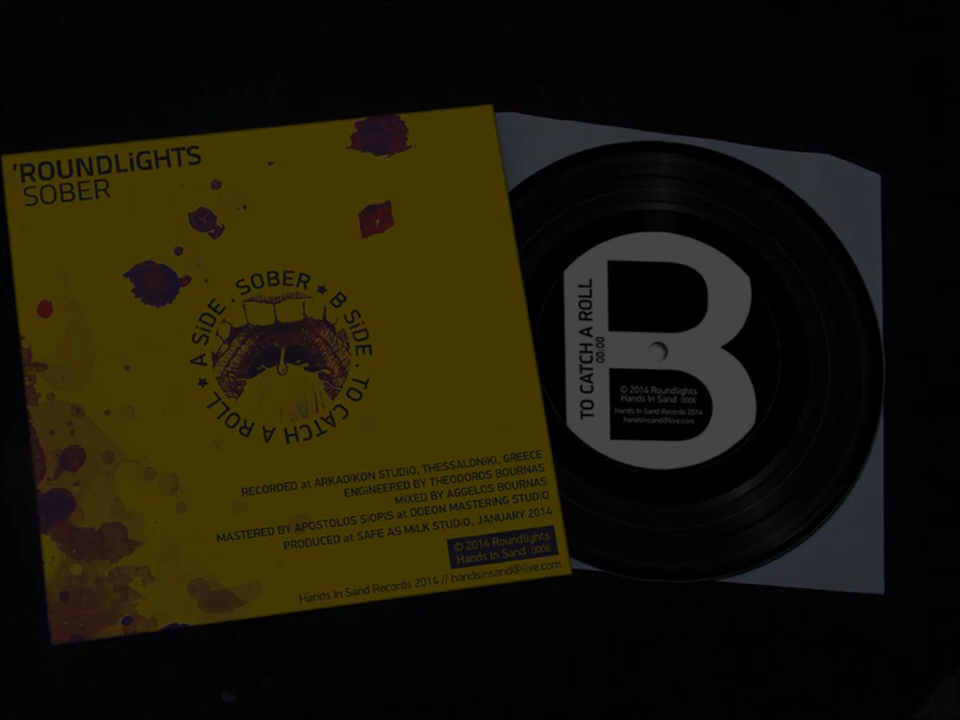 'ROUNDLiGHTS
SOBER
A SiDE . SOBER ★ B SiDE . TO CATCH A ROLL ★
RECORDED at ARKADiKON STUDiO, THESSALONiKi, GREECE
ENGiNEERED BY THEODOROS BOURNAS
MiXED BY AGGELOS BOURNAS
MASTERED BY APOSTOLOS SiOPiS at ODEON MASTERiNG STUDiO
PRODUCED at SAFE AS MiLK STUDiO, JANUARY 2014
© 2014 Roundlights
Hands In Sand 0006
Hands In Sand Records 2014 // handsinsand@live.com
TO CATCH A ROLL
00:00
B
© 2014 Roundlights
Hands In Sand 0006
Hands In Sand Records 2014
handsinsand@live.com